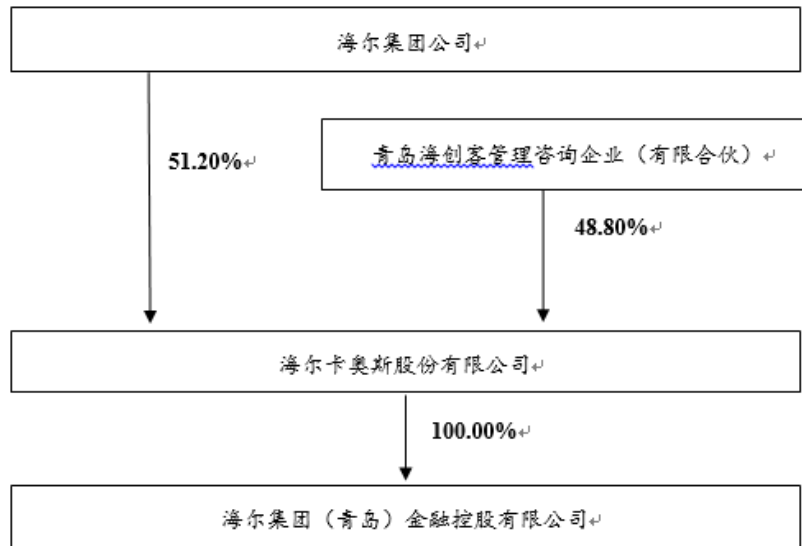 海尔集团公司
青岛海创客管理咨询企业（有限合伙）
51.20%
48.80%
海尔卡奥斯股份有限公司
100.00%
海尔集团（青岛）金融控股有限公司